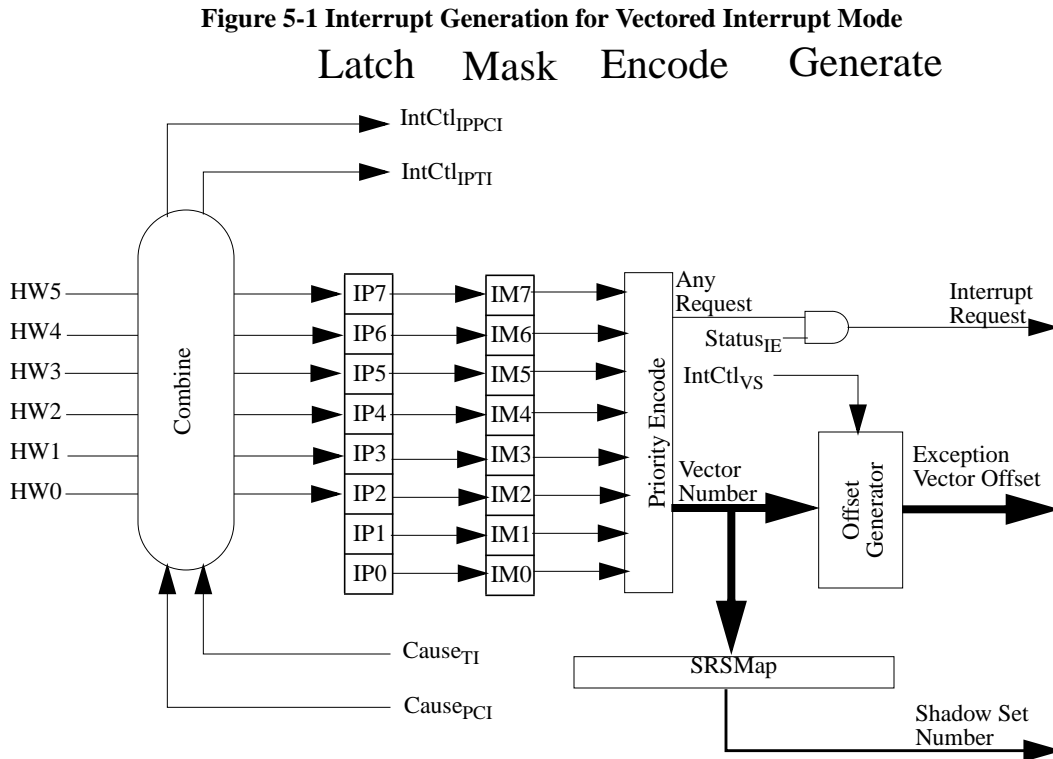 Figure 5-1 Interrupt Generation for Vectored Interrupt Mode
Latch Mask Encode Generate
IntCtlIPPCI
IntCtlIPTI
HW5
HW4
HW3
HW2
HW1
HW0
Combine
IP7
IP6
IP5
IP4
IP3
IP2
IP1
IP0
IM7
IM6
IM5
IM4
IM3
IM2
IM1
IM0
Priority Encode
Any
Request
StatusIE
Interrupt
Request
IntCtlVS
Vector
Number
Offset
Generator
Exception
Vector Offset
CauseTI
CausePCI
SRSMap
Shadow Set
Number